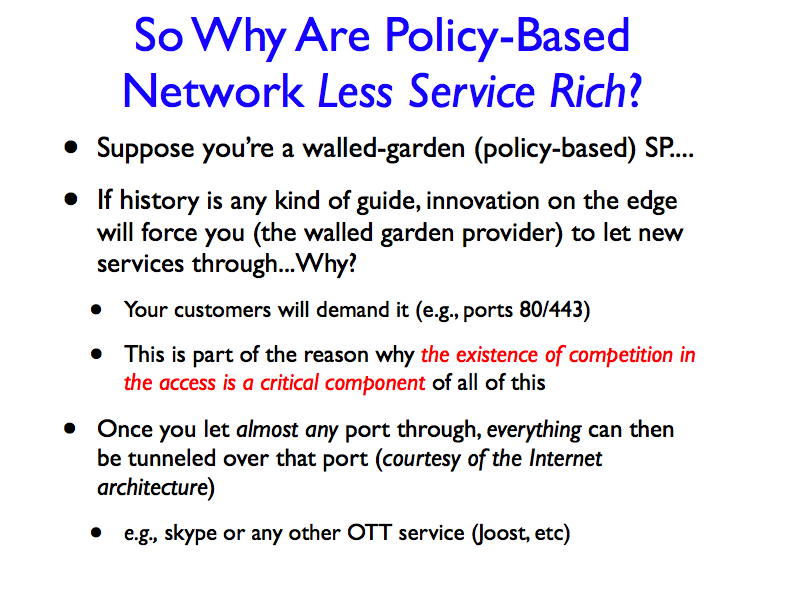 So Why Are Policy-Based
Network Less Service Rich?
• Suppose you're a walled-garden (policy-based) SP....
• If history is any kind of guide, innovation on the edge
will force you (the walled garden provider) to let new
services through...Why?
• Your customers will demand it (e.g., ports 80/443)
• This is part of the reason why the existence of competition in
the access is a critical component of all of this
• Once you let almost any port through, everything can then
be tunneled over that port (courtesy of the Internet
architecture)
• e.g., skype or any other OTT service (Joost, etc)